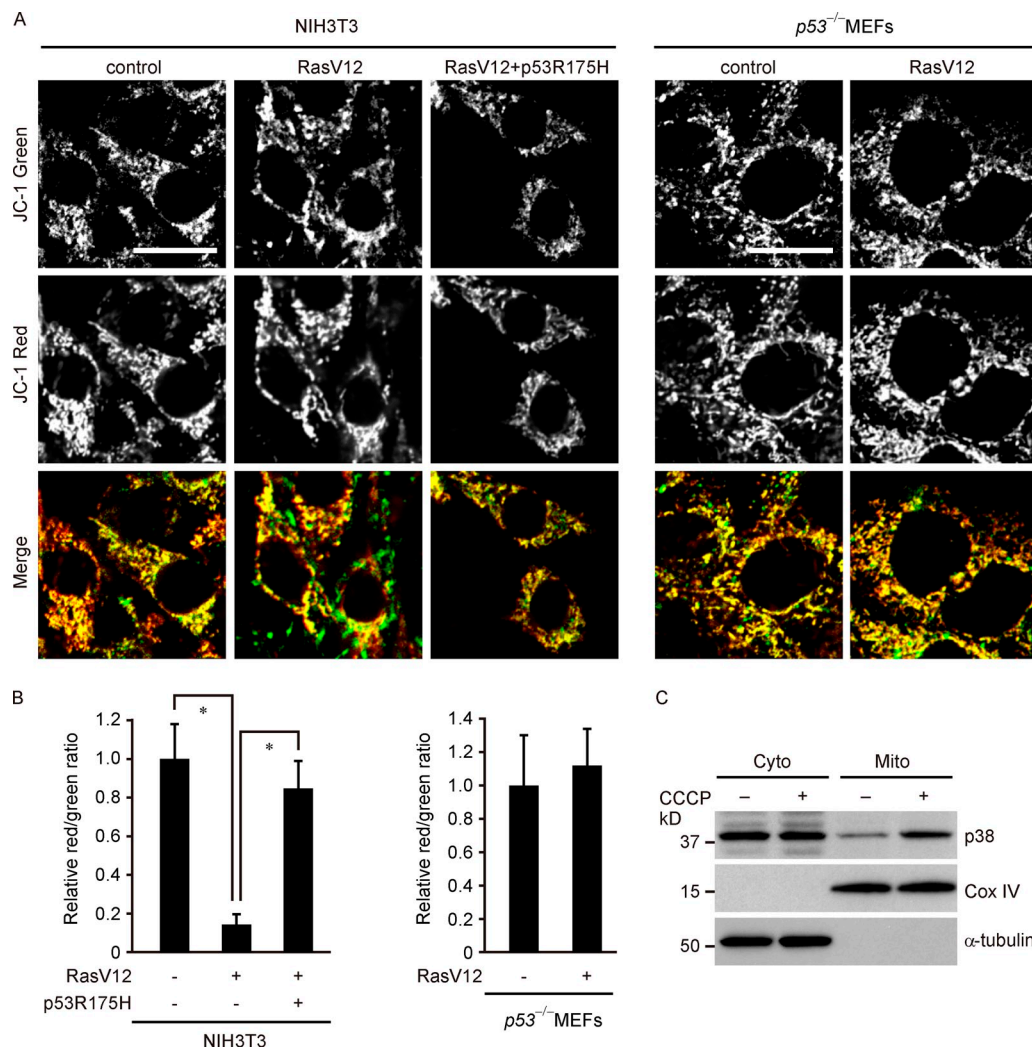 A
NIH3T3
p53⁻/⁻MEFs
control
RasV12
RasV12+p53R175H
control
RasV12
JC-1 Green
JC-1 Red
Merge
B
Relative red/green ratio
1.2
1.0
0.8
0.6
0.4
0.2
0
*
*
RasV12
-
+
+
p53R175H
-
-
+
NIH3T3
Relative red/green ratio
1.4
1.2
1.0
0.8
0.6
0.4
0.2
0
RasV12
-
+
p53⁻/⁻MEFs
C
Cyto
Mito
CCCP – + – +
kD
37
p38
15
Cox IV
50
α-tubulin